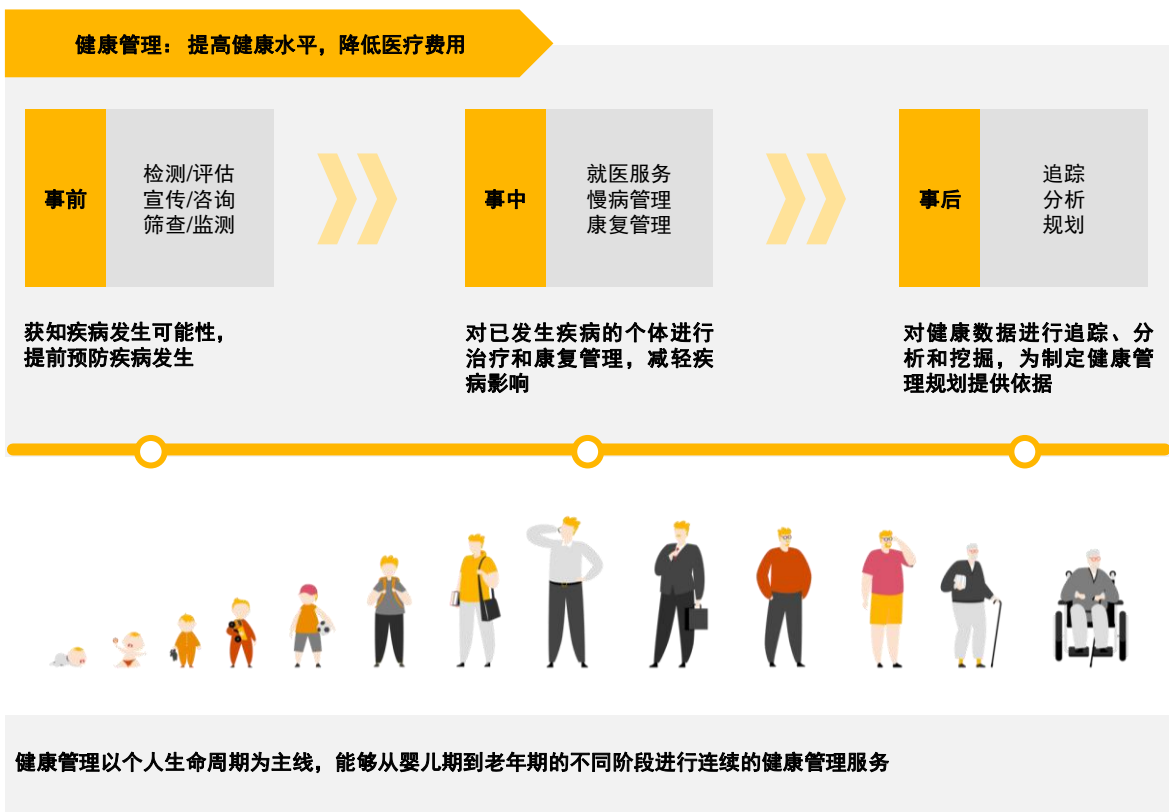 健康管理：提高健康水平，降低医疗费用
事前
检测/评估
宣传/咨询
筛查/监测
事中
就医服务
慢病管理
康复管理
事后
追踪
分析
规划
获知疾病发生可能性，
提前预防疾病发生
对已发生疾病的个体进行
治疗和康复管理，减轻疾
病影响
对健康数据进行追踪、分
析和挖掘，为制定健康管
理规划提供依据
健康管理以个人生命周期为主线，能够从婴儿期到老年期的不同阶段进行连续的健康管理服务